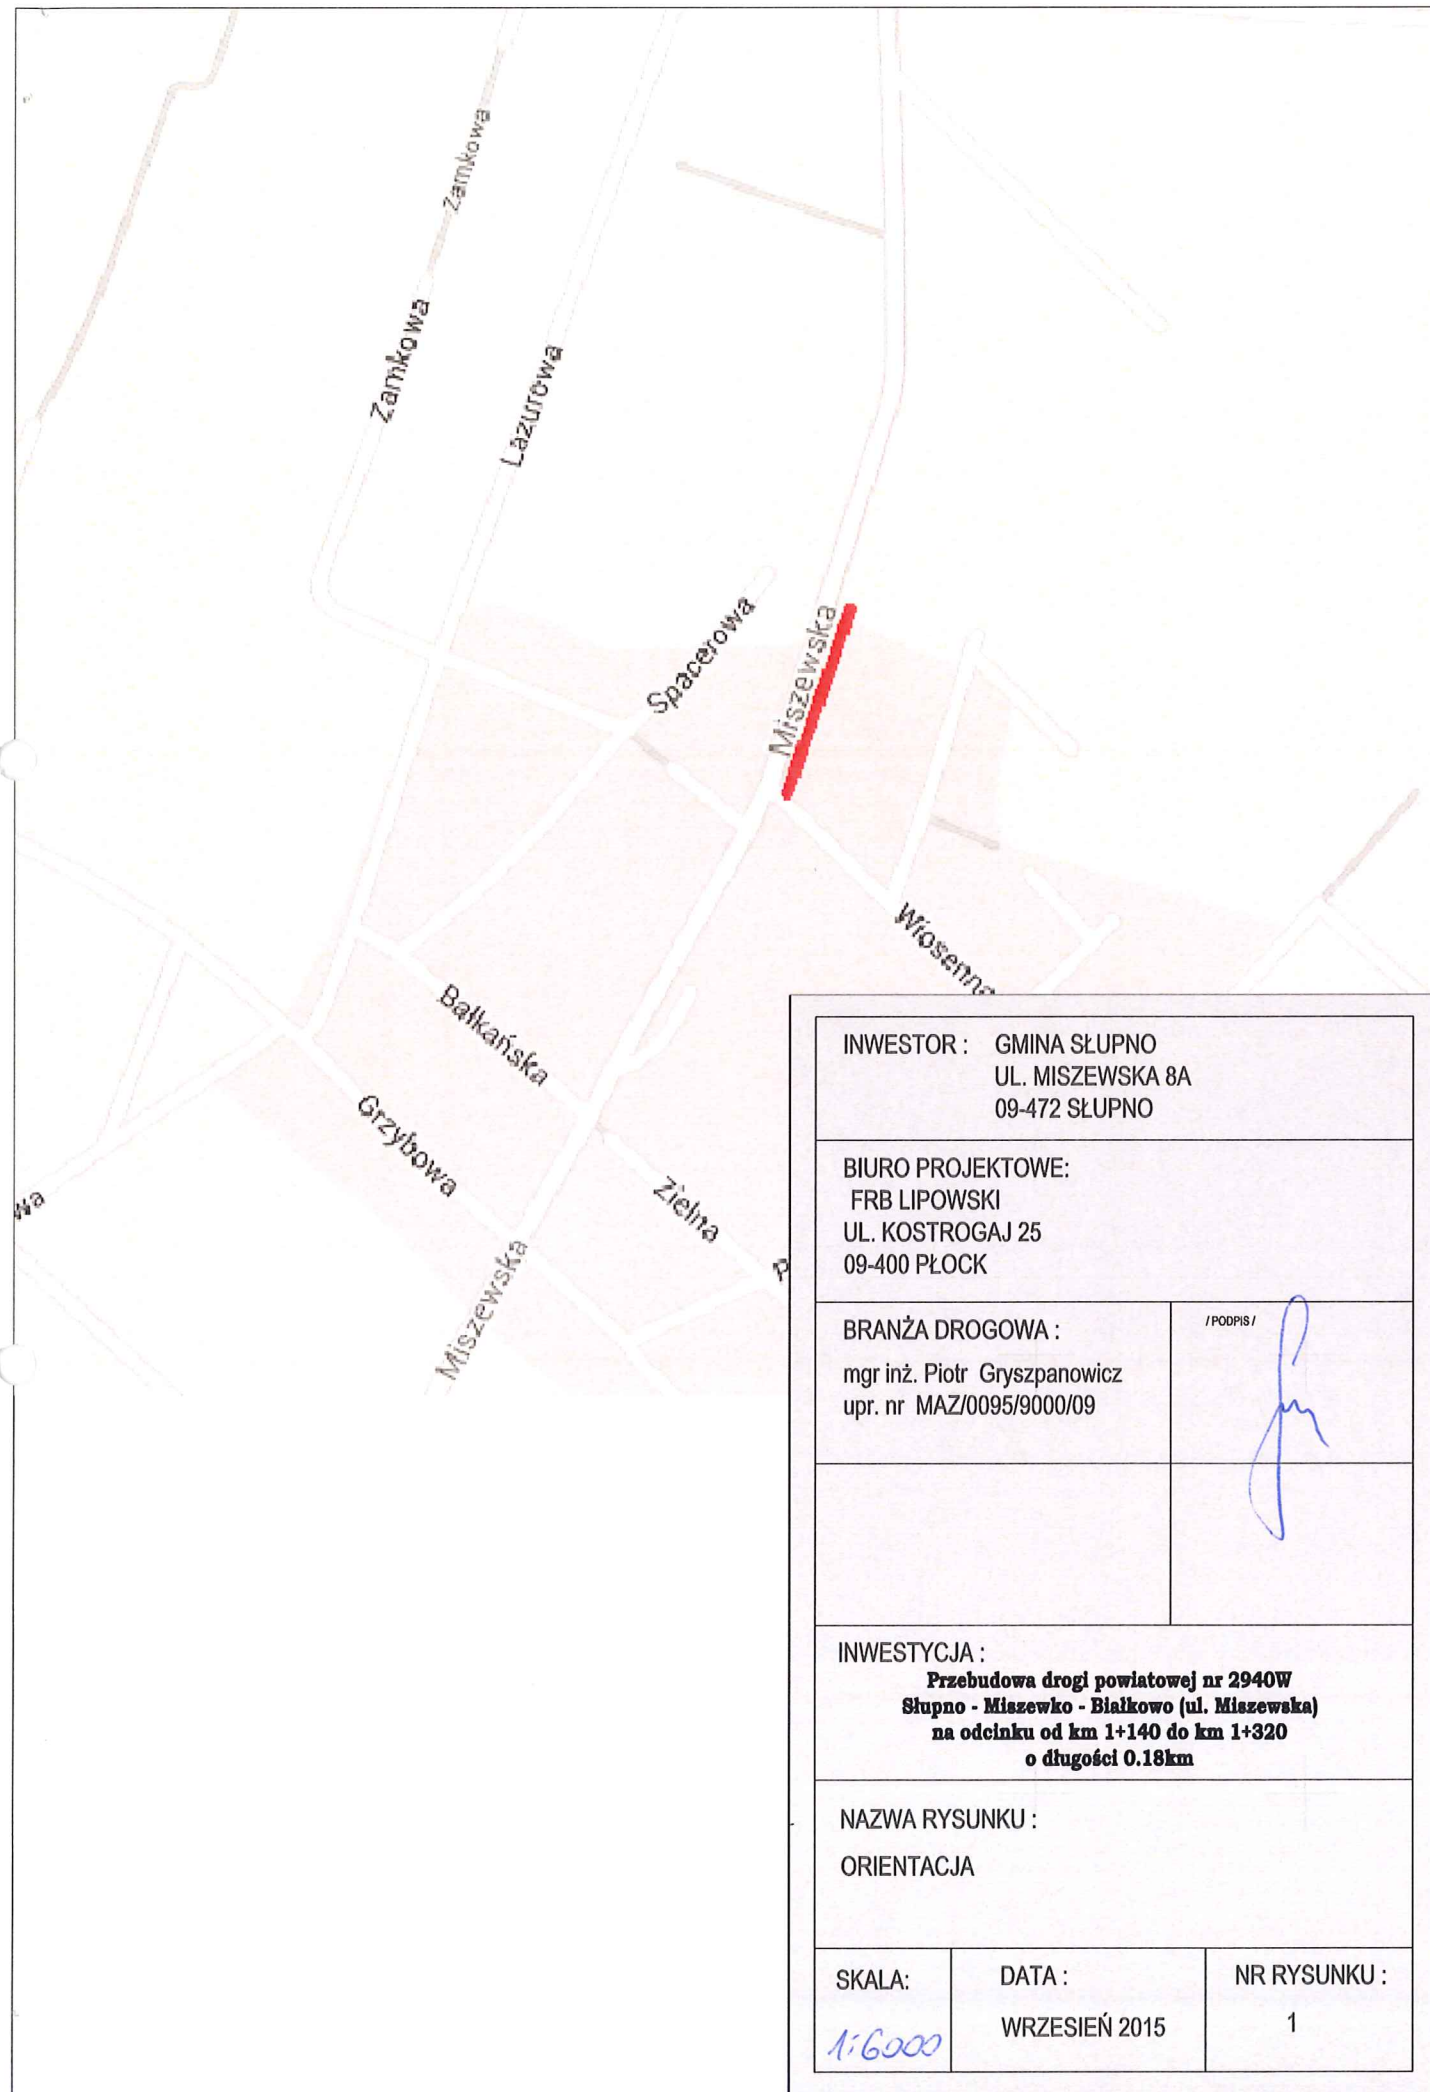 Zamkowa
Zamkowa
Lazurowa
Spacerowa
Miszewska
Wiosenna
Bałkańska
Grzybowa
Zielna
wa
Miszewska
INWESTOR : GMINA SŁUPNO
UL. MISZEWSKA 8A
09-472 SŁUPNO
BIURO PROJEKTOWE:
FRB LIPOWSKI
UL. KOSTROGAJ 25
09-400 PŁOCK
BRANŻA DROGOWA :
/ PODPIS /
mgr inż. Piotr Gryszpanowicz
upr. nr MAZ/0095/9000/09
INWESTYCJA :
Przebudowa drogi powiatowej nr 2940W
Słupno - Miszewko - Białkowo (ul. Miszewska)
na odcinku od km 1+140 do km 1+320
o długości 0.18km
NAZWA RYSUNKU :
ORIENTACJA
SKALA: DATA : NR RYSUNKU :
1:6000 WRZESIEŃ 2015 1